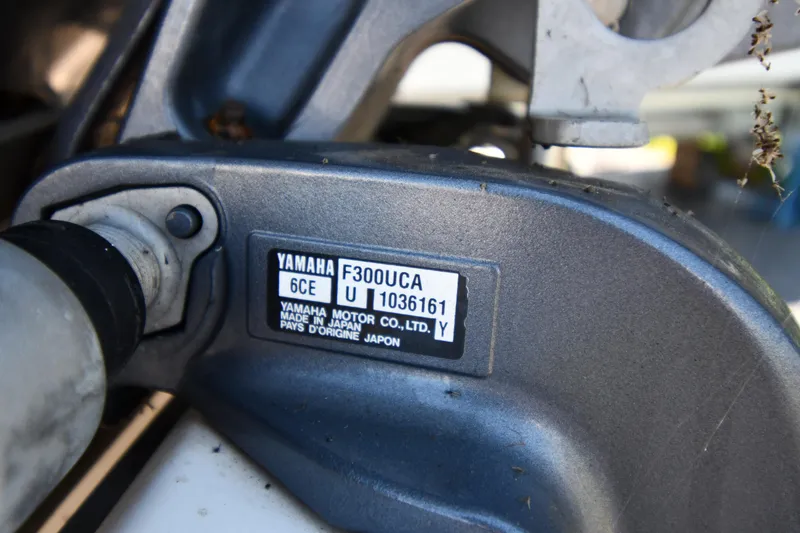 YAMAHA F300UCA
6CE U 1036161
YAMAHA MOTOR CO.,LTD. Y
MADE IN JAPAN
PAYS D'ORIGINE JAPON